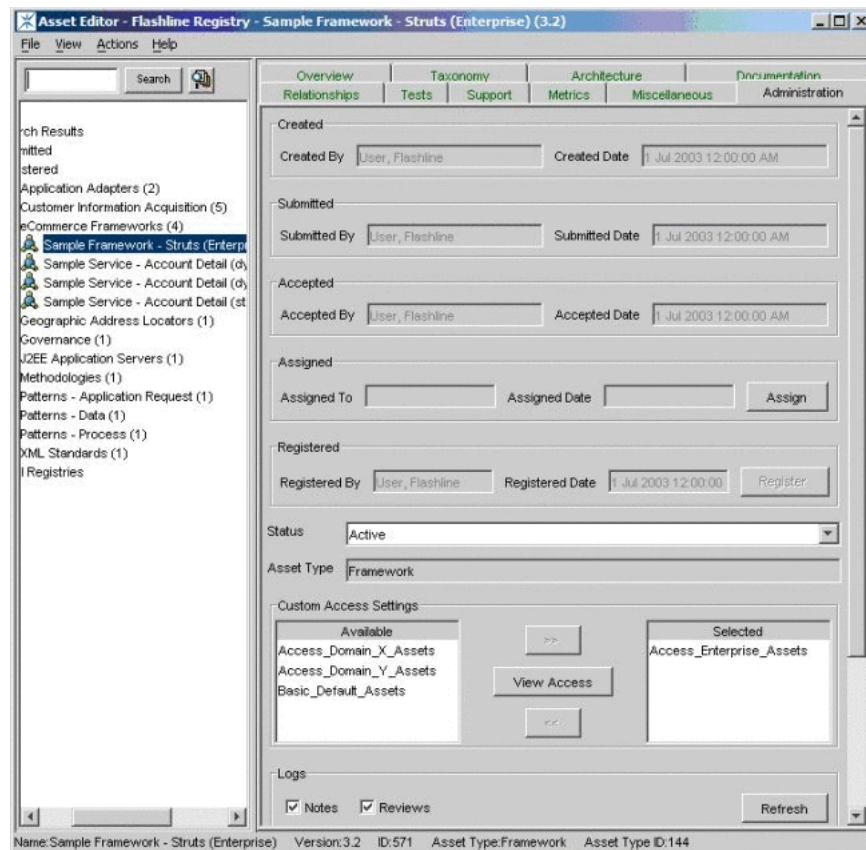 Asset Editor - Flashline Registry - Sample Framework - Struts (Enterprise) (3.2)
File View Actions Help
Search
rch Results
mitted
stered
Application Adapters (2)
Customer Information Acquisition (5)
eCommerce Frameworks (4)
Sample Framework - Struts (Enterp
Sample Service - Account Detail (dy
Sample Service - Account Detail (dy
Sample Service - Account Detail (st
Geographic Address Locators (1)
Governance (1)
J2EE Application Servers (1)
Methodologies (1)
Patterns - Application Request (1)
Patterns - Data (1)
Patterns - Process (1)
XML Standards (1)
l Registries
Overview Taxonomy Architecture Documentation
Relationships Tests Support Metrics Miscellaneous Administration
Created
Created By User, Flashline Created Date 1 Jul 2003 12:00:00 AM
Submitted
Submitted By User, Flashline Submitted Date 1 Jul 2003 12:00:00 AM
Accepted
Accepted By User, Flashline Accepted Date 1 Jul 2003 12:00:00 AM
Assigned
Assigned To Assigned Date Assign
Registered
Registered By User, Flashline Registered Date 1 Jul 2003 12:00:00 Register
Status Active
Asset Type Framework
Custom Access Settings
Available
Access_Domain_X_Assets
Access_Domain_Y_Assets
Basic_Default_Assets
>>
View Access
<<
Selected
Access_Enterprise_Assets
Logs
Notes Reviews Refresh
Name:Sample Framework - Struts (Enterprise) Version:3.2 ID:571 Asset Type:Framework Asset Type ID:144